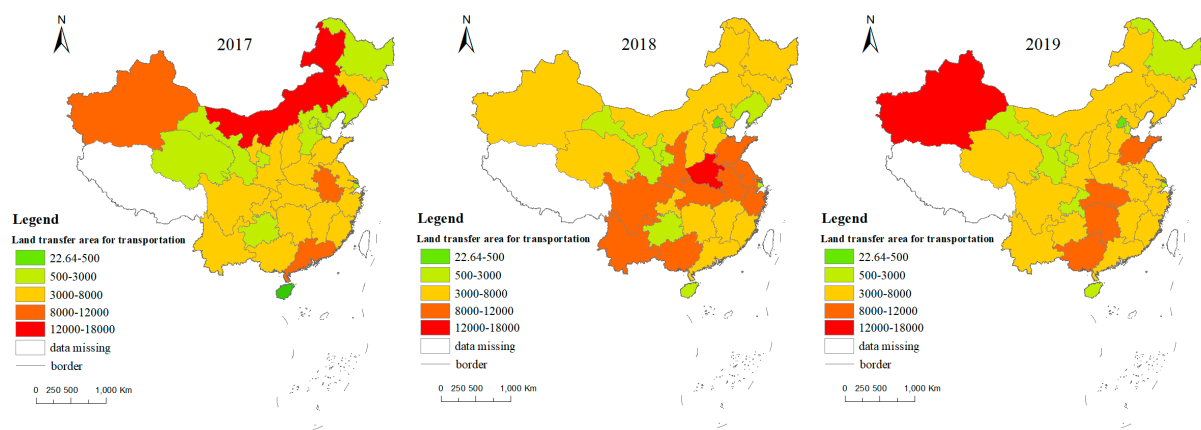 N
2017
Legend
Land transfer area for transportation
22.64-500
500-3000
3000-8000
8000-12000
12000-18000
data missing
border
0 250 500 1,000 Km
N
2018
Legend
Land transfer area for transportation
22.64-500
500-3000
3000-8000
8000-12000
12000-18000
data missing
border
0 250 500 1,000 Km
N
2019
Legend
Land transfer area for transportation
22.64-500
500-3000
3000-8000
8000-12000
12000-18000
data missing
border
0 250 500 1,000 Km